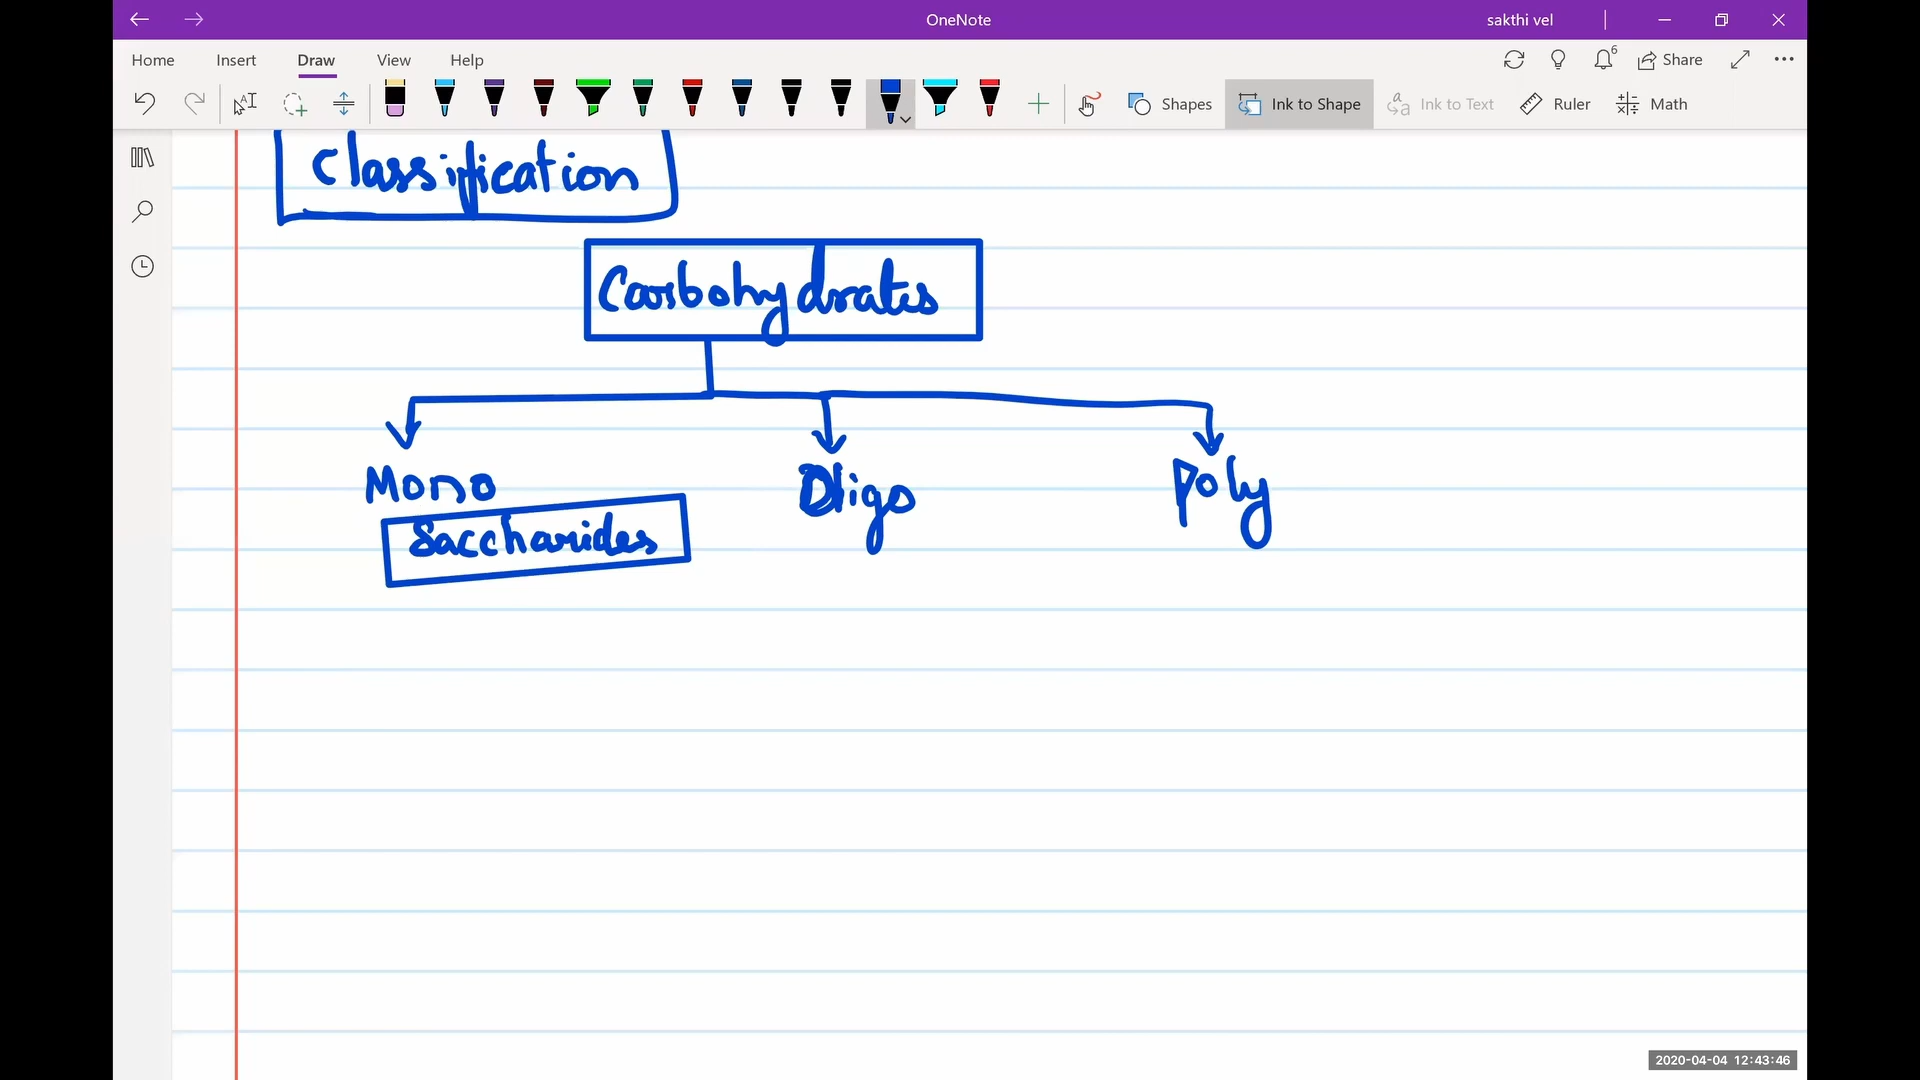 OneNote
sakthi vel
Home Insert Draw View Help
6
Share
Shapes Ink to Shape Ink to Text Ruler Math
Classification
Carbohydrates
Mono Oligo Poly
Saccharides
2020-04-04 12:43:46